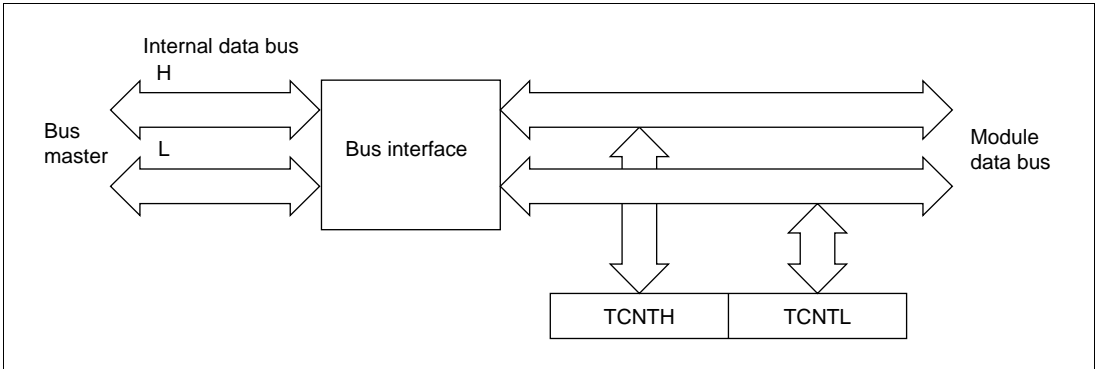 Internal data bus
H
Bus
master
L
Bus interface
Module
data bus
TCNTH
TCNTL